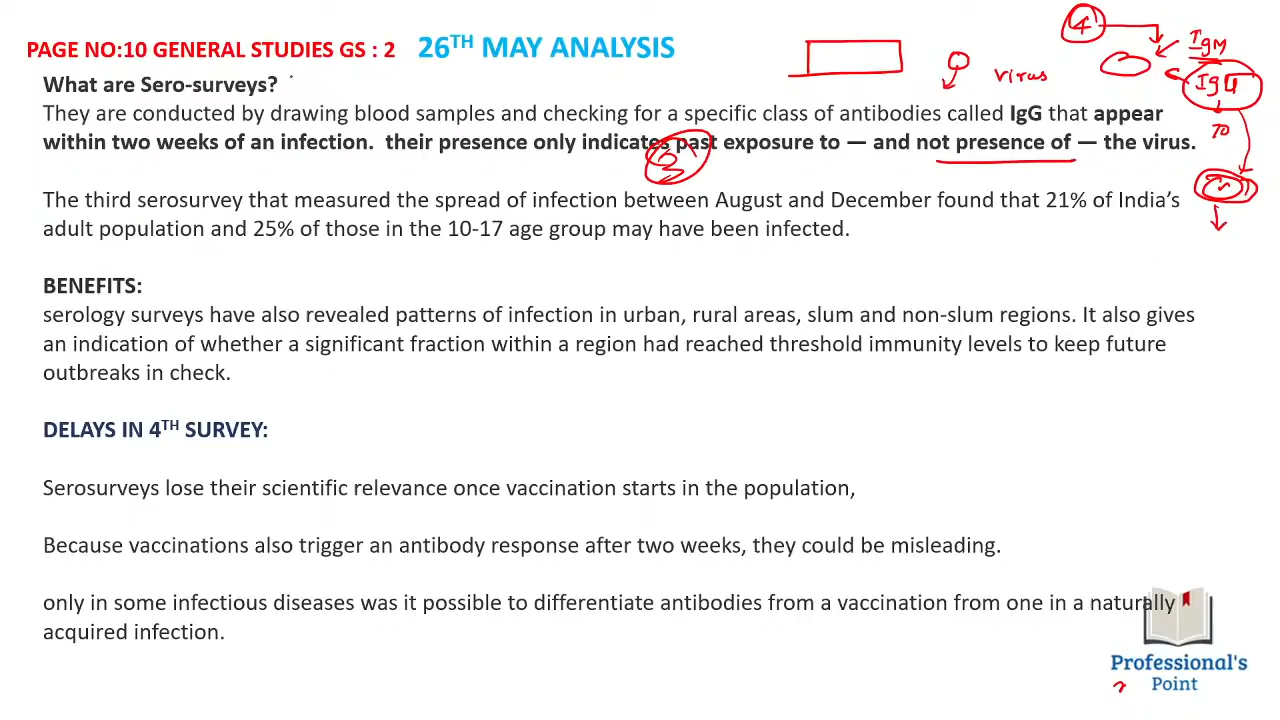 PAGE NO:10 GENERAL STUDIES GS : 2 26TH MAY ANALYSIS
4
IgM
What are Sero-surveys?
virus
IgG
They are conducted by drawing blood samples and checking for a specific class of antibodies called IgG that appear
within two weeks of an infection. their presence only indicates past exposure to — and not presence of — the virus.
3
The third serosurvey that measured the spread of infection between August and December found that 21% of India's
adult population and 25% of those in the 10-17 age group may have been infected.
BENEFITS:
serology surveys have also revealed patterns of infection in urban, rural areas, slum and non-slum regions. It also gives
an indication of whether a significant fraction within a region had reached threshold immunity levels to keep future
outbreaks in check.
DELAYS IN 4TH SURVEY:
Serosurveys lose their scientific relevance once vaccination starts in the population,
Because vaccinations also trigger an antibody response after two weeks, they could be misleading.
only in some infectious diseases was it possible to differentiate antibodies from a vaccination from one in a naturally
acquired infection.
Professional's
Point